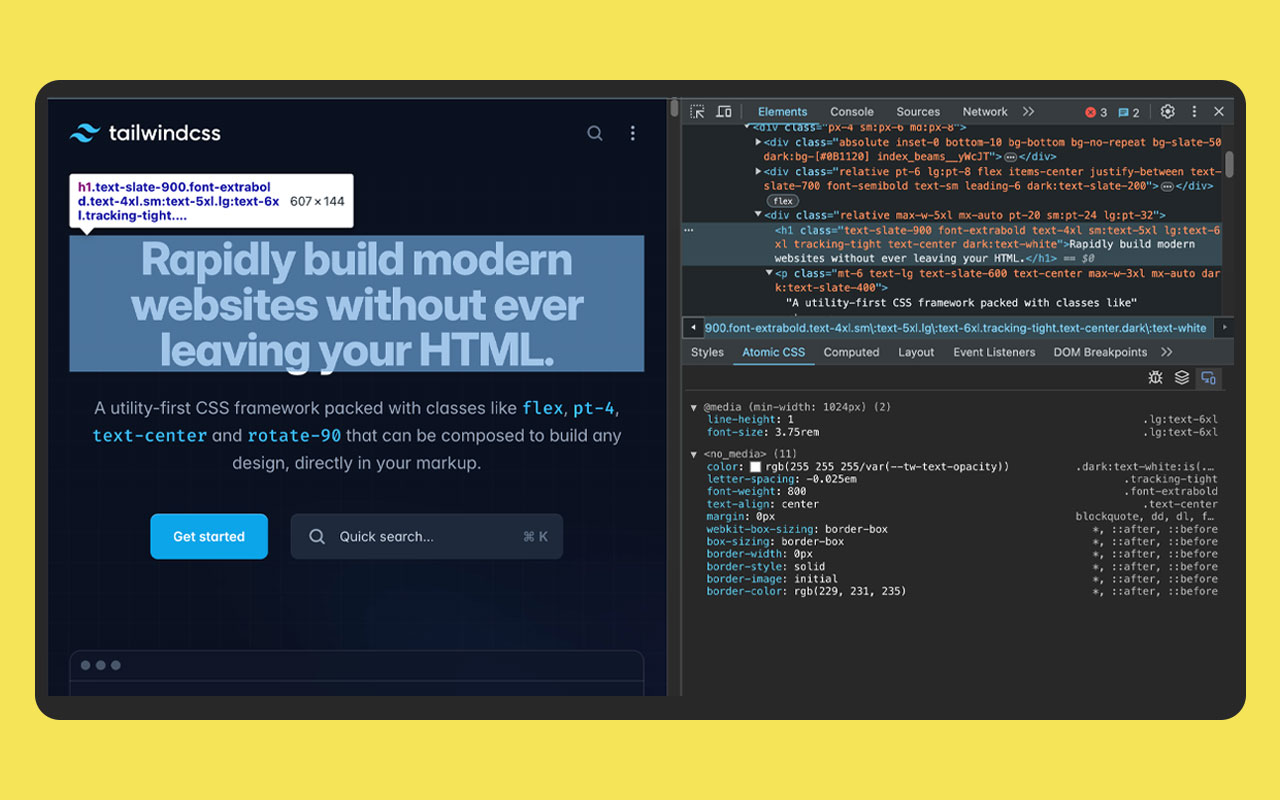 tailwindcss
h1.text-slate-900.font-extrabol
d.text-4xl.sm:text-5xl.lg:text-6x
l.tracking-tight....
607 × 144
Rapidly build modern
websites without ever
leaving your HTML.
A utility-first CSS framework packed with classes like flex, pt-4,
text-center and rotate-90 that can be composed to build any
design, directly in your markup.
Get started
Quick search...
⌘ K
Elements Console Sources Network 3 2
<div class="px-4 sm:px-6 md:px-8">
<div class="absolute inset-0 bottom-10 bg-bottom bg-no-repeat bg-slate-50
dark:bg-[#0B1120] index_beams__yWcJT">…</div>
<div class="relative pt-6 lg:pt-8 flex items-center justify-between text-
slate-700 font-semibold text-sm leading-6 dark:text-slate-200">…</div>
flex
<div class="relative max-w-5xl mx-auto pt-20 sm:pt-24 lg:pt-32">
<h1 class="text-slate-900 font-extrabold text-4xl sm:text-5xl lg:text-6
xl tracking-tight text-center dark:text-white">Rapidly build modern
websites without ever leaving your HTML.</h1> == $0
<p class="mt-6 text-lg text-slate-600 text-center max-w-3xl mx-auto dar
k:text-slate-400">
"A utility-first CSS framework packed with classes like"
900.font-extrabold.text-4xl.sm\:text-5xl.lg\:text-6xl.tracking-tight.text-center.dark\:text-white
Styles Atomic CSS Computed Layout Event Listeners DOM Breakpoints
@media (min-width: 1024px) (2)
line-height: 1 .lg:text-6xl
font-size: 3.75rem .lg:text-6xl
<no_media> (11)
color: rgb(255 255 255/var(--tw-text-opacity)) .dark:text-white:is(.…
letter-spacing: -0.025em .tracking-tight
font-weight: 800 .font-extrabold
text-align: center .text-center
margin: 0px blockquote, dd, dl, f…
webkit-box-sizing: border-box *, ::after, ::before
box-sizing: border-box *, ::after, ::before
border-width: 0px *, ::after, ::before
border-style: solid *, ::after, ::before
border-image: initial *, ::after, ::before
border-color: rgb(229, 231, 235) *, ::after, ::before